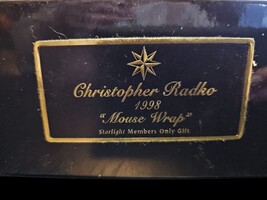 Christopher Radko
1998
"Mouse Wrap"
Starlight Members Only Gift